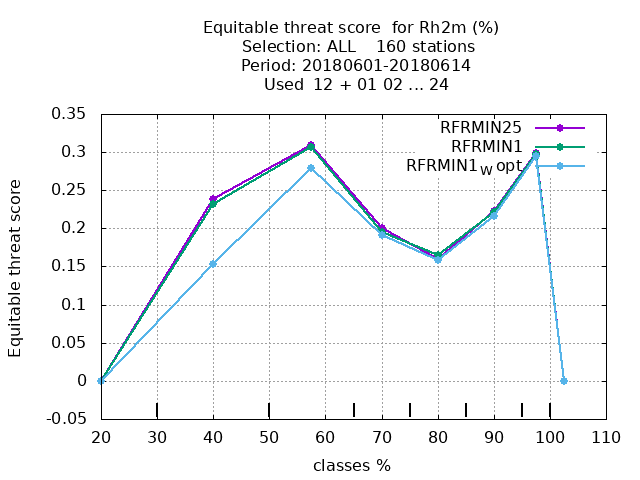 Equitable threat score  for Rh2m (%)
Selection: ALL    160 stations
Period: 20180601-20180614
Used  12 + 01 02 ... 24
0.35
0.3
0.25
0.2
0.15
0.1
0.05
0
-0.05
Equitable threat score
RFRMIN25
RFRMIN1
RFRMIN1w opt
20 30 40 50 60 70 80 90 100 110
classes %